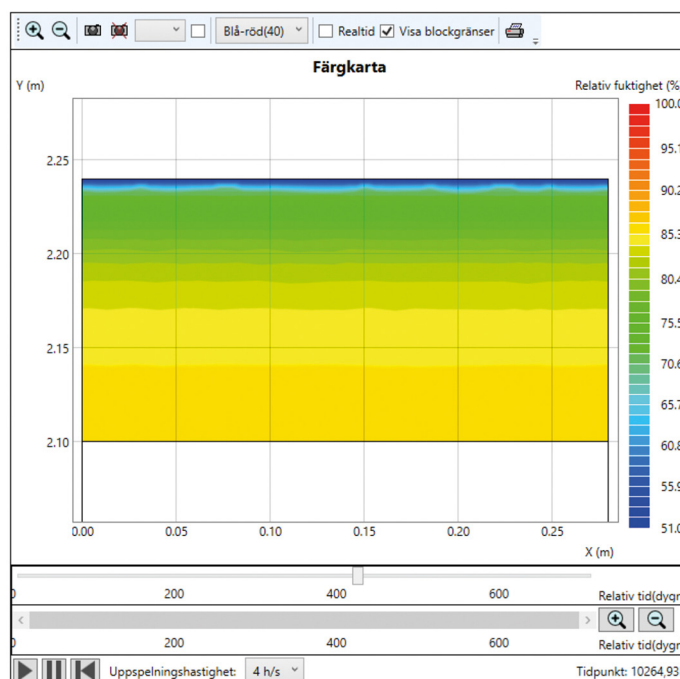 Blå-röd(40) Realtid Visa blockgränser
Färgkarta
Y (m) Relativ fuktighet (%
100.0
95.1
90.2
85.3
80.4
75.5
70.6
65.7
60.8
55.9
51.0
2.25
2.20
2.15
2.10
0.00 0.05 0.10 0.15 0.20 0.25
X (m)
0 200 400 600 Relativ tid(dygn
0 200 400 600 Relativ tid(dygn
Uppspelningshastighet: 4 h/s Tidpunkt: 10264,93